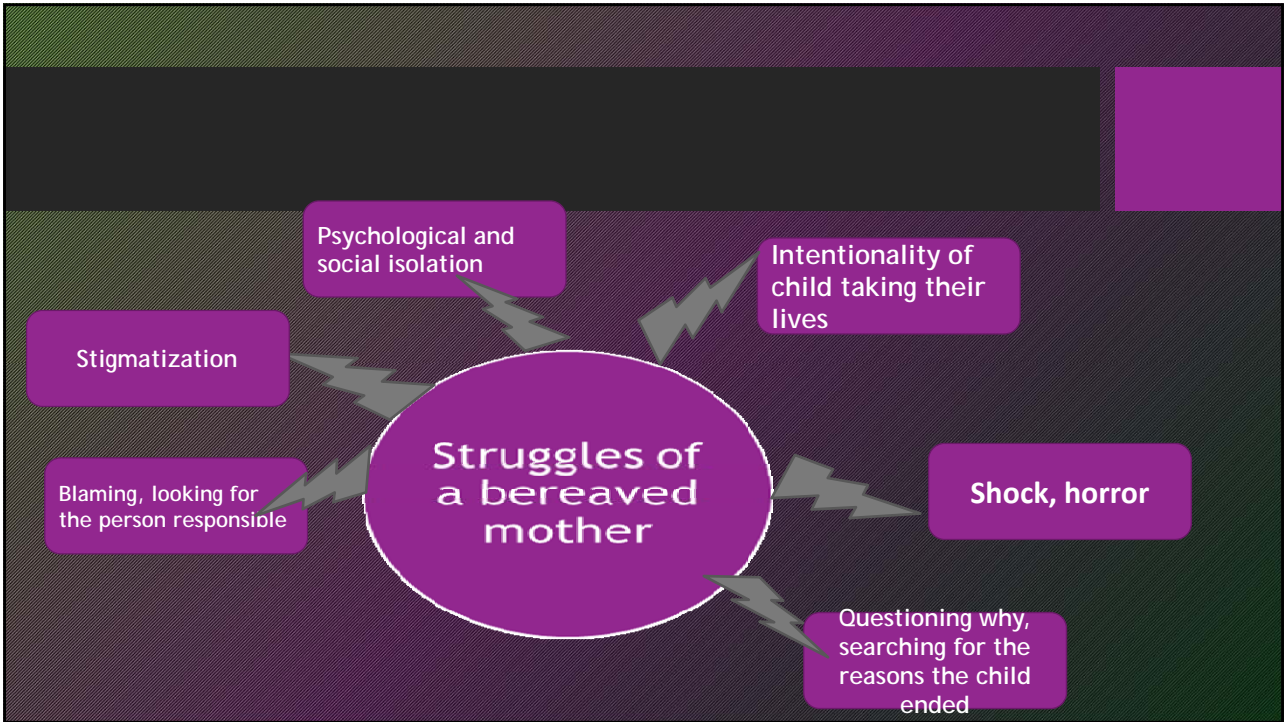 Psychological and
social isolation
Intentionality of
child taking their
lives
Stigmatization
Struggles of
a bereaved
mother
Blaming, looking for
the person responsible
Shock, horror
Questioning why,
searching for the
reasons the child
ended